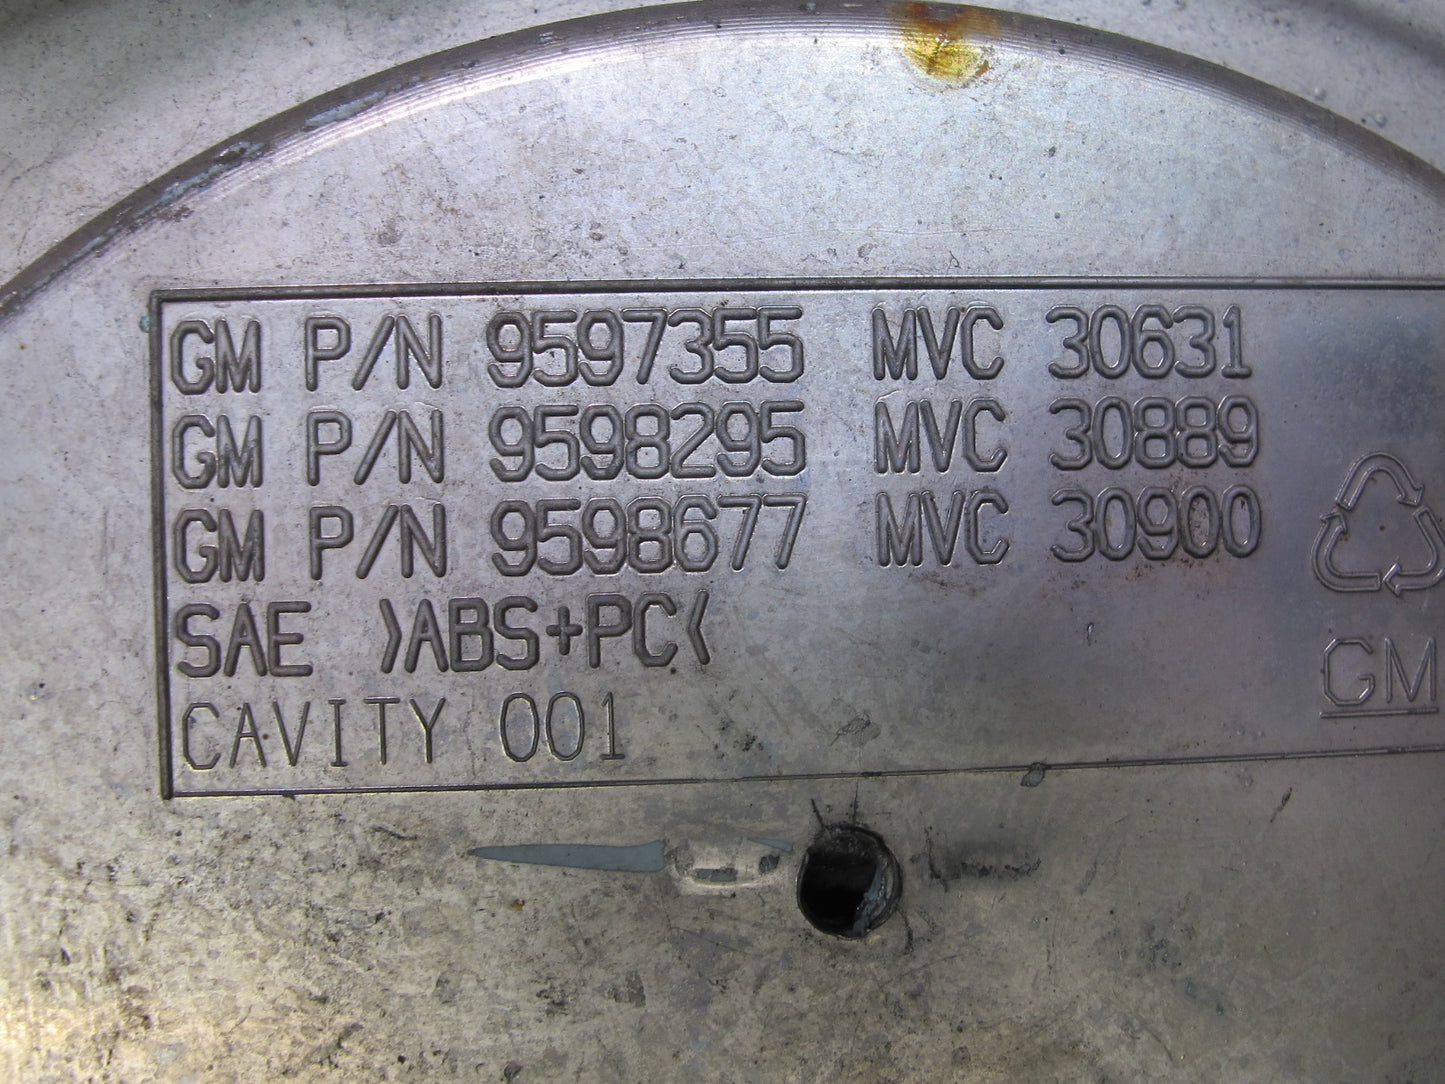 GM P/N 9597355 MVC 30631
GM P/N 9598295 MVC 30889
GM P/N 9598677 MVC 30900
SAE >ABS+PC<
CAVITY 001
GM